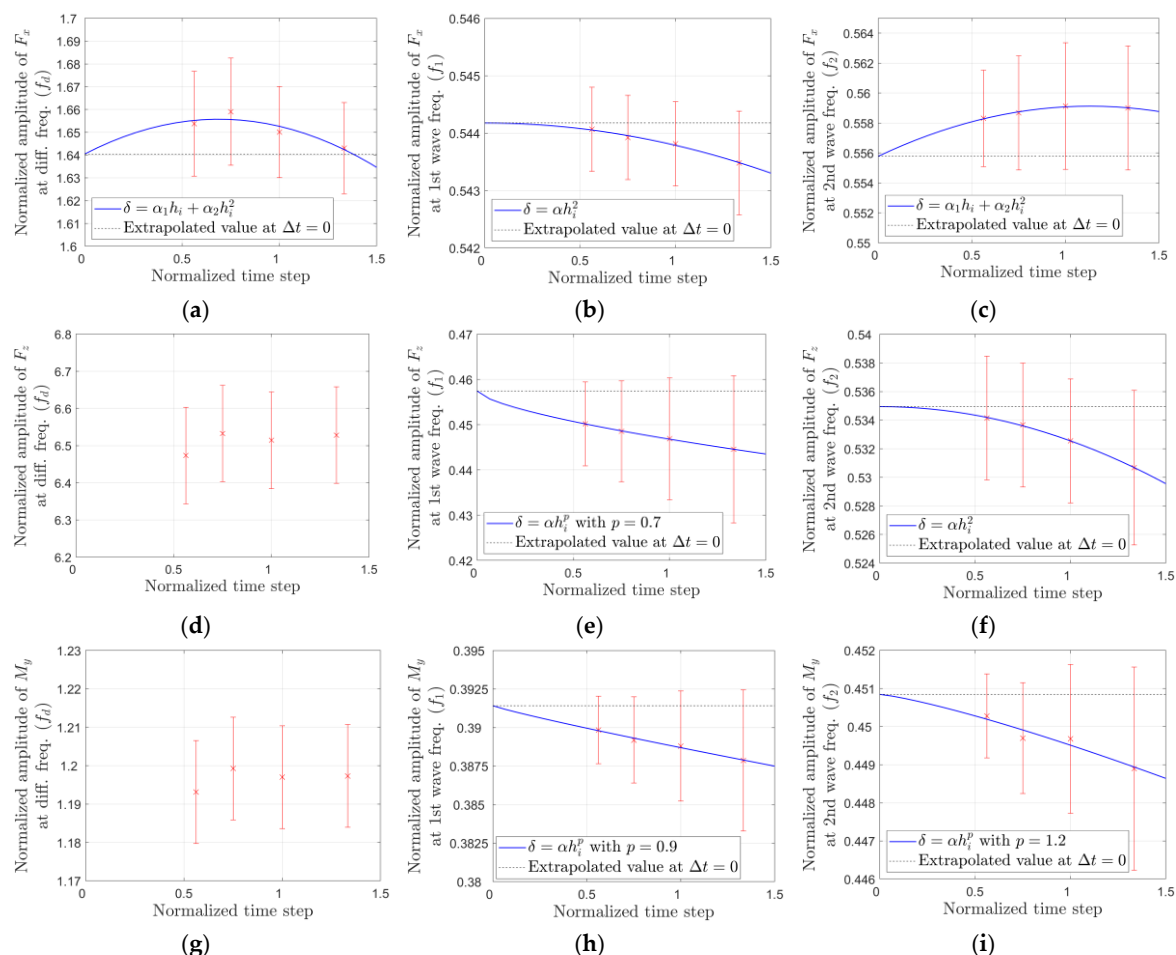 Normalized amplitude of $F_x$
at diff. freq. ($f_d$)
1.7
1.69
1.68
1.67
1.66
1.65
1.64
1.63
1.62
1.61
1.6
δ = α₁hᵢ + α₂hᵢ²
Extrapolated value at Δt = 0
0 0.5 1 1.5
Normalized time step
(a)
Normalized amplitude of $F_x$
at 1st wave freq. ($f_1$)
0.546
0.545
0.544
0.543
0.542
δ = αhᵢ²
Extrapolated value at Δt = 0
0 0.5 1 1.5
Normalized time step
(b)
Normalized amplitude of $F_x$
at 2nd wave freq. ($f_2$)
0.564
0.562
0.56
0.558
0.556
0.554
0.552
0.55
δ = α₁hᵢ + α₂hᵢ²
Extrapolated value at Δt = 0
0 0.5 1 1.5
Normalized time step
(c)
Normalized amplitude of $F_z$
at diff. freq. ($f_d$)
6.8
6.7
6.6
6.5
6.4
6.3
6.2
0 0.5 1 1.5
Normalized time step
(d)
Normalized amplitude of $F_z$
at 1st wave freq. ($f_1$)
0.47
0.46
0.45
0.44
0.43
0.42
δ = αhᵢᵖ with p = 0.7
Extrapolated value at Δt = 0
0 0.5 1 1.5
Normalized time step
(e)
Normalized amplitude of $F_z$
at 2nd wave freq. ($f_2$)
0.54
0.538
0.536
0.534
0.532
0.530
0.528
0.526
0.524
δ = αhᵢ²
Extrapolated value at Δt = 0
0 0.5 1 1.5
Normalized time step
(f)
Normalized amplitude of $M_y$
at diff. freq. ($f_d$)
1.23
1.22
1.21
1.2
1.19
1.18
1.17
0 0.5 1 1.5
Normalized time step
(g)
Normalized amplitude of $M_y$
at 1st wave freq. ($f_1$)
0.395
0.3925
0.39
0.3875
0.385
0.3825
0.38
δ = αhᵢᵖ with p = 0.9
Extrapolated value at Δt = 0
0 0.5 1 1.5
Normalized time step
(h)
Normalized amplitude of $M_y$
at 2nd wave freq. ($f_2$)
0.452
0.451
0.450
0.449
0.448
0.447
0.446
δ = αhᵢᵖ with p = 1.2
Extrapolated value at Δt = 0
0 0.5 1 1.5
Normalized time step
(i)